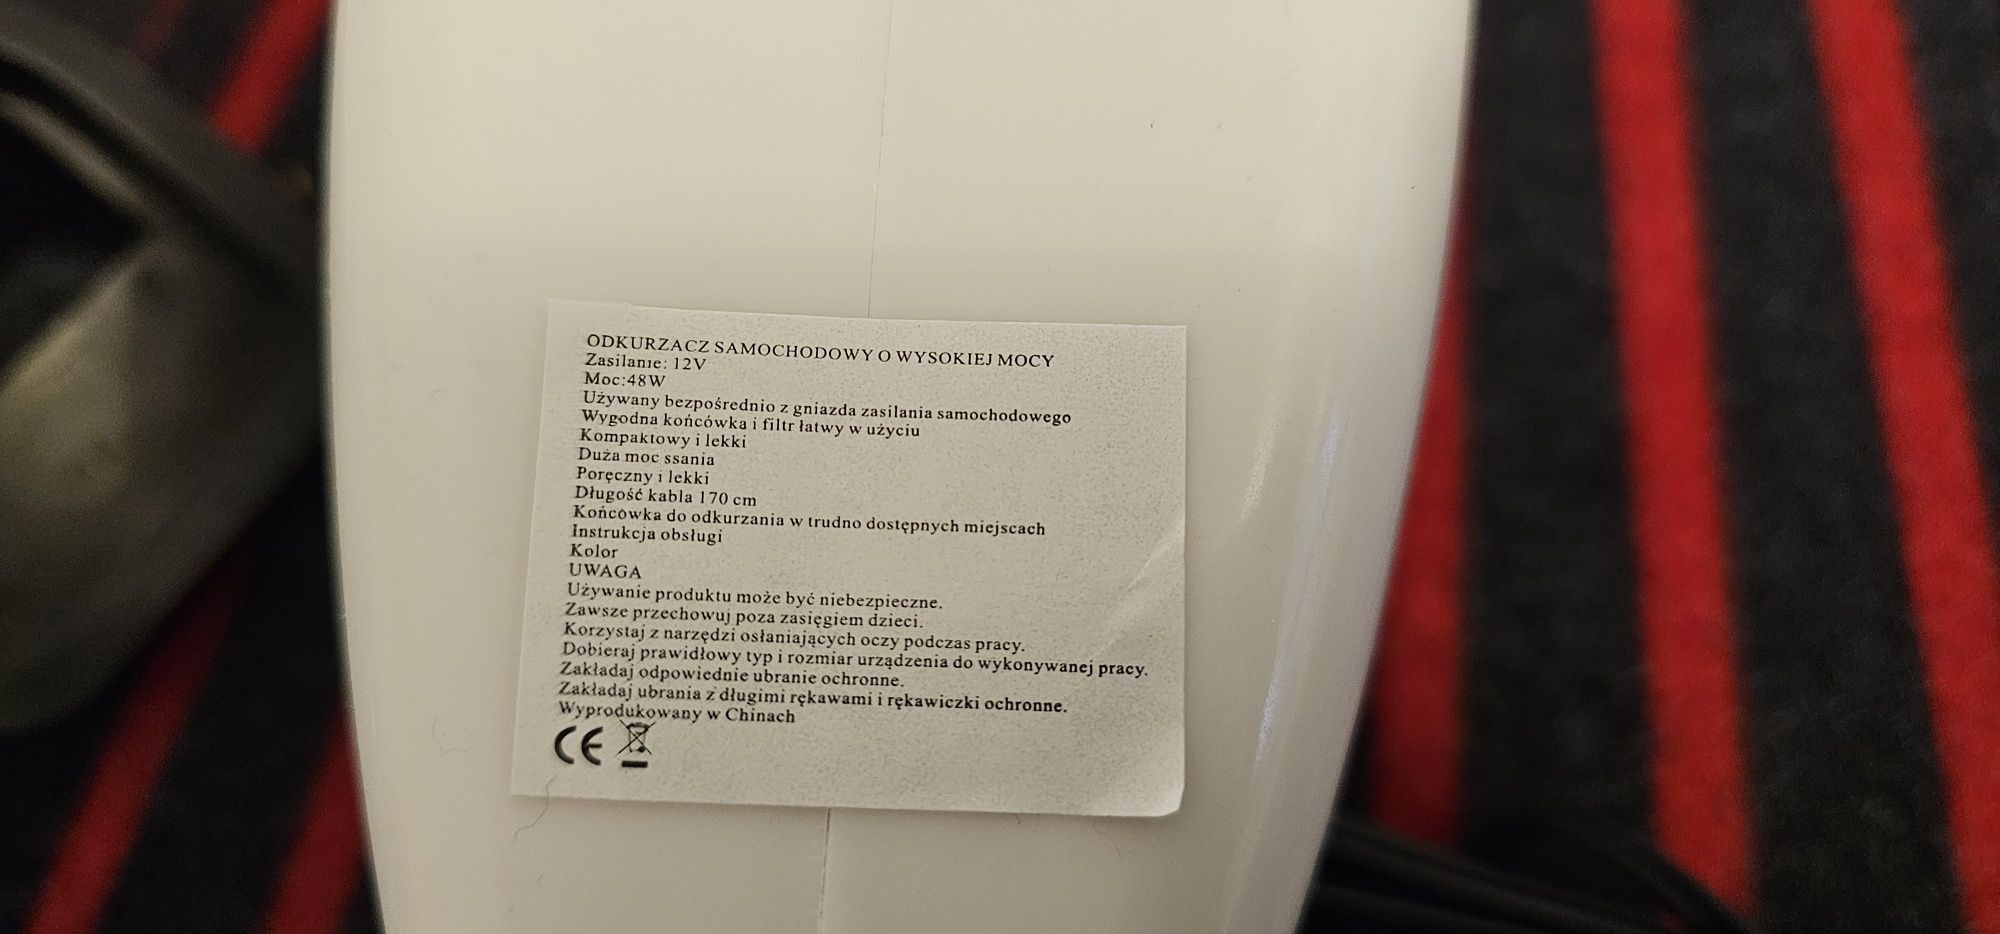 ODKURZACZ SAMOCHODOWY O WYSOKIEJ MOCY
Zasilanie: 12V
Moc:48W
Używany bezpośrednio z gniazda zasilania samochodowego
Wygodna końcówka i filtr łatwy w użyciu
Kompaktowy i lekki
Duża moc ssania
Poręczny i lekki
Długość kabla 170 cm
Końcówka do odkurzania w trudno dostępnych miejscach
Instrukcja obsługi
Kolor
UWAGA
Używanie produktu może być niebezpieczne.
Zawsze przechowuj poza zasięgiem dzieci.
Korzystaj z narzędzi osłaniających oczy podczas pracy.
Dobieraj prawidłowy typ i rozmiar urządzenia do wykonywanej pracy.
Zakładaj odpowiednie ubranie ochronne.
Zakładaj ubrania z długimi rękawami i rękawiczki ochronne.
Wyprodukowany w Chinach
CE